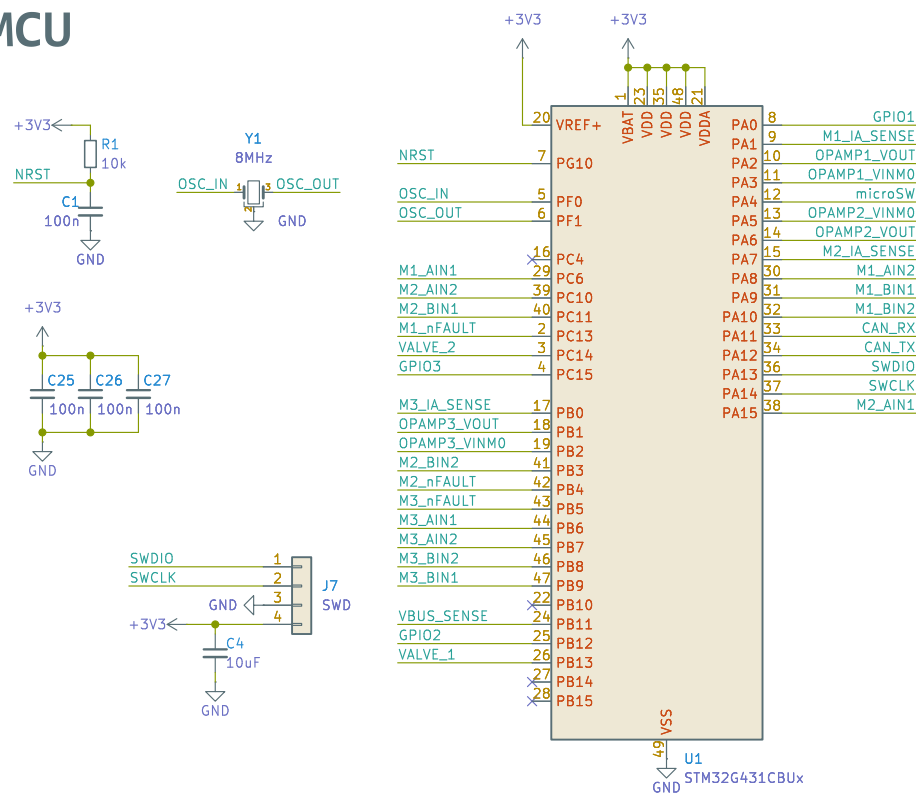 MCU
+3V3
R1
10k
NRST
C1
100n
GND
Y1
8MHz
OSC_IN
1
3
OSC_OUT
2
GND
+3V3
C25
100n
C26
100n
C27
100n
GND
SWDIO
1
SWCLK
2
GND
3
+3V3
4
J7
SWD
C4
10uF
GND
+3V3
+3V3
1
23
35
48
21
VBAT
VDD
VDD
VDD
VDDA
20 VREF+
NRST 7 PG10
OSC_IN 5 PF0
OSC_OUT 6 PF1
16 PC4
M1_AIN1 29 PC6
M2_AIN2 39 PC10
M2_BIN1 40 PC11
M1_nFAULT 2 PC13
VALVE_2 3 PC14
GPIO3 4 PC15
M3_IA_SENSE 17 PB0
OPAMP3_VOUT 18 PB1
OPAMP3_VINM0 19 PB2
M2_BIN2 41 PB3
M2_nFAULT 42 PB4
M3_nFAULT 43 PB5
M3_AIN1 44 PB6
M3_AIN2 45 PB7
M3_BIN2 46 PB8
M3_BIN1 47 PB9
22 PB10
VBUS_SENSE 24 PB11
GPIO2 25 PB12
VALVE_1 26 PB13
27 PB14
28 PB15
PA0 8 GPIO1
PA1 9 M1_IA_SENSE
PA2 10 OPAMP1_VOUT
PA3 11 OPAMP1_VINM0
PA4 12 microSW
PA5 13 OPAMP2_VINM0
PA6 14 OPAMP2_VOUT
PA7 15 M2_IA_SENSE
PA8 30 M1_AIN2
PA9 31 M1_BIN1
PA10 32 M1_BIN2
PA11 33 CAN_RX
PA12 34 CAN_TX
PA13 36 SWDIO
PA14 37 SWCLK
PA15 38 M2_AIN1
VSS
49
GND
U1
STM32G431CBUx